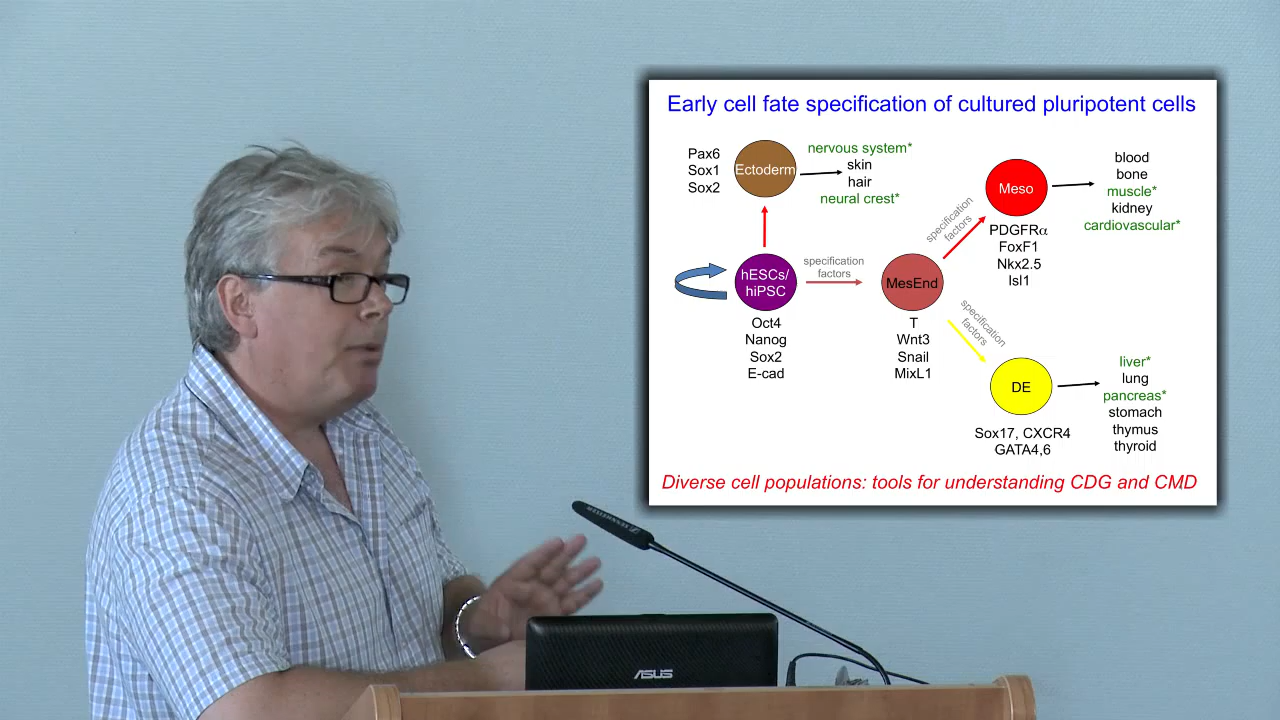 Early cell fate specification of cultured pluripotent cells
Pax6
Sox1
Sox2
Ectoderm
nervous system*
skin
hair
neural crest*
hESCs/
hiPSC
Oct4
Nanog
Sox2
E-cad
specification
factors
MesEnd
T
Wnt3
Snail
MixL1
specification
factors
Meso
PDGFRα
FoxF1
Nkx2.5
Isl1
blood
bone
muscle*
kidney
cardiovascular*
specification
factors
DE
Sox17, CXCR4
GATA4,6
liver*
lung
pancreas*
stomach
thymus
thyroid
Diverse cell populations: tools for understanding CDG and CMD
SENNHEISER
ASUS